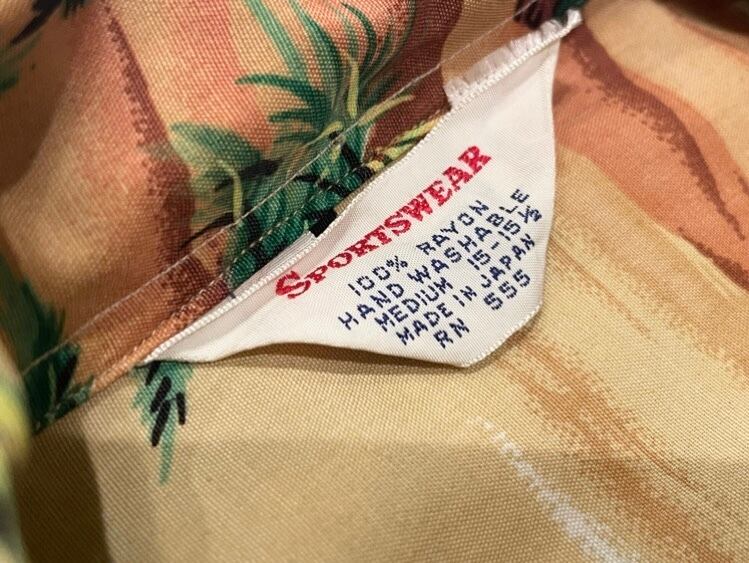 SPORTSWEAR
100% RAYON
HAND WASHABLE
MEDIUM 15-15½
MADE IN JAPAN
RN 555